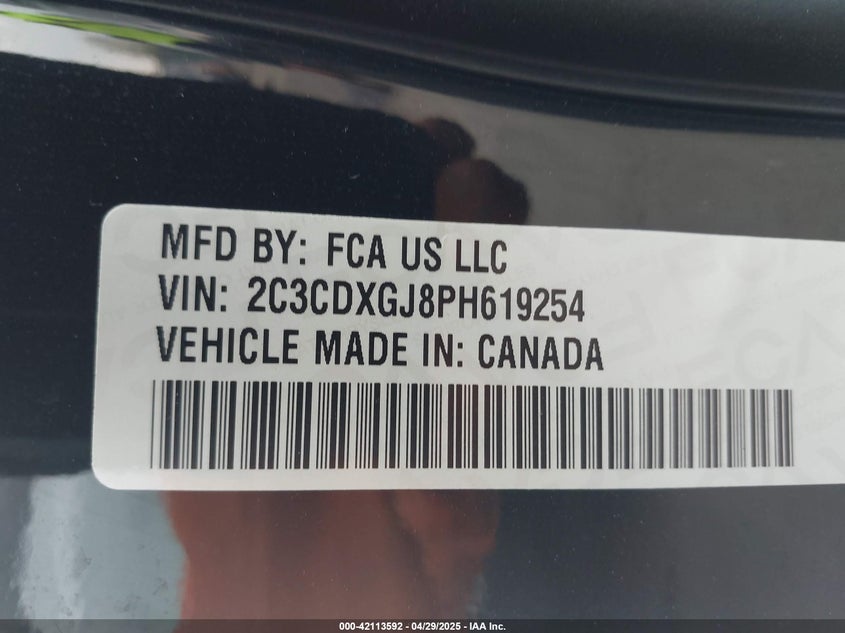 MFD BY: FCA US LLC
VIN: 2C3CDXGJ8PH619254
VEHICLE MADE IN: CANADA
000-42113592 04/29/2025 - IAA Inc.